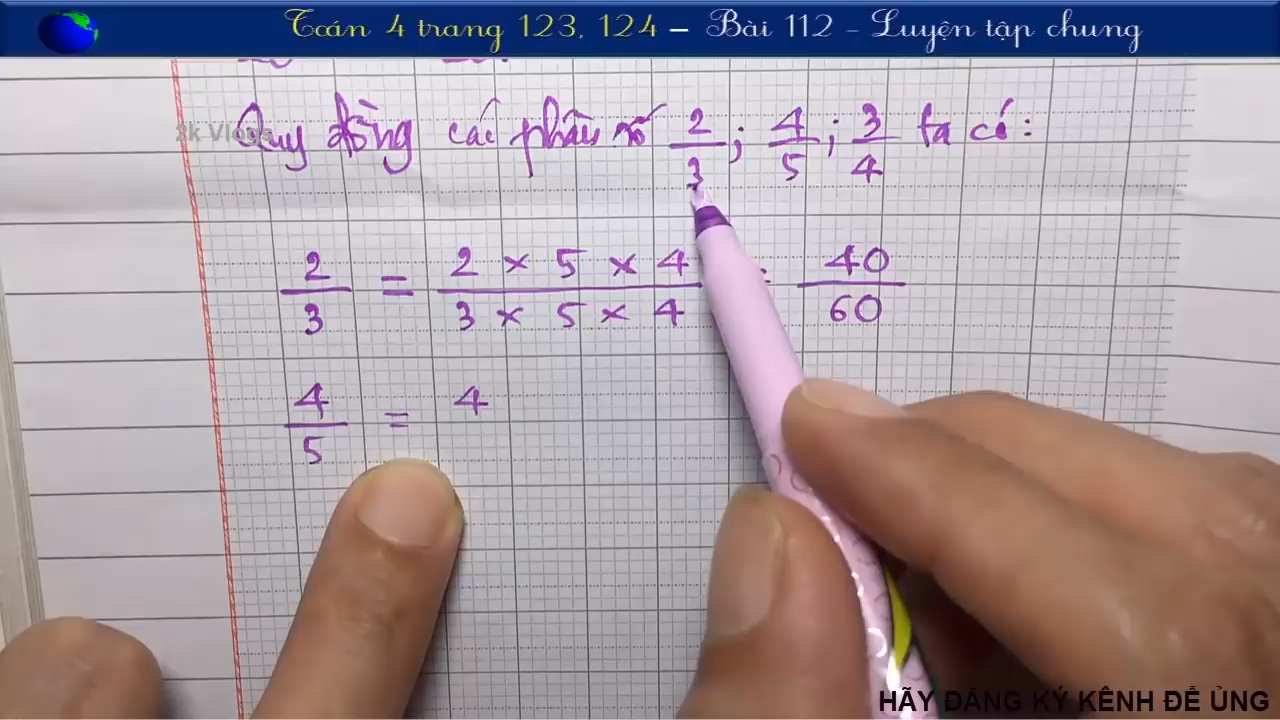 Toán 4 trang 123, 124 – Bài 112 - Luyện tập chung
2k Vlogs
Quy đồng các phân số 2/3 ; 4/5 ; 3/4 ta có:
2/3 = 2 × 5 × 4 / 3 × 5 × 4 = 40/60
4/5 = 4
HÃY ĐĂNG KÝ KÊNH ĐỂ ỦNG